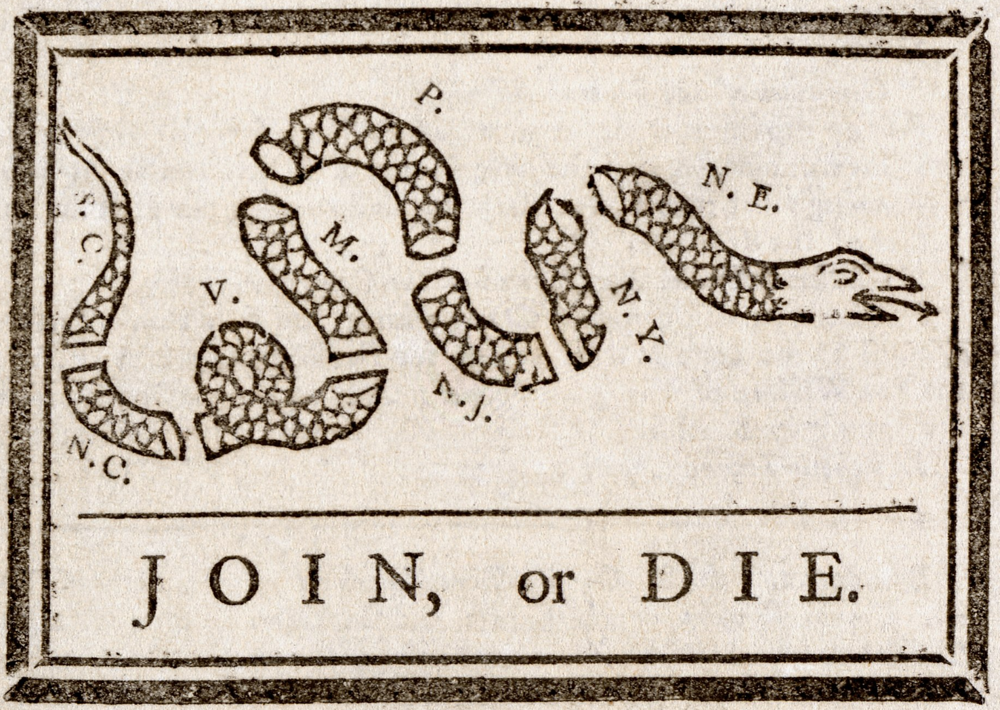 P.
N. E.
S. C.
M.
V.
N. Y.
N. J.
N. C.
JOIN, or DIE.